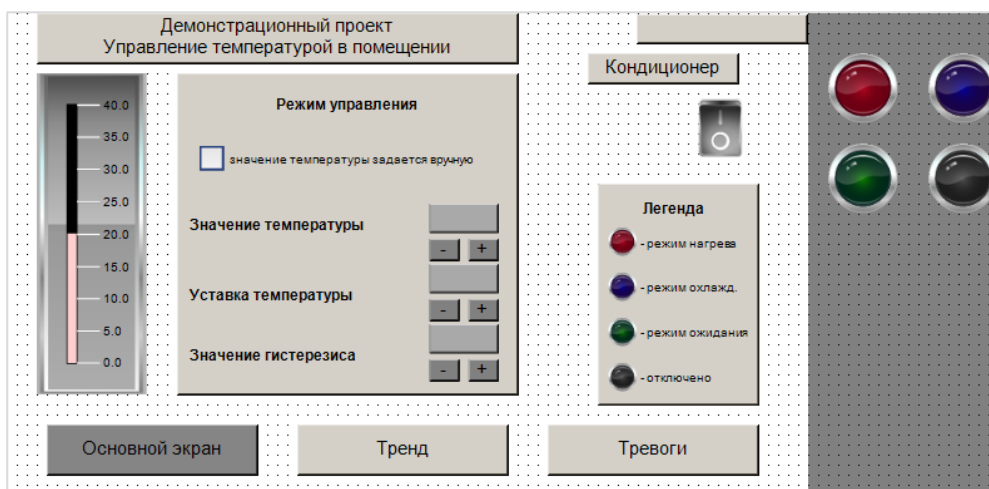 Демонстрационный проект
Управление температурой в помещении
Кондиционер
40.0
35.0
30.0
25.0
20.0
15.0
10.0
5.0
0.0
Режим управления
значение температуры задается вручную
Значение температуры
- +
Уставка температуры
- +
Значение гистерезиса
- +
Легенда
- режим нагрева
- режим охлажд.
- режим ожидания
- отключено
Основной экран
Тренд
Тревоги